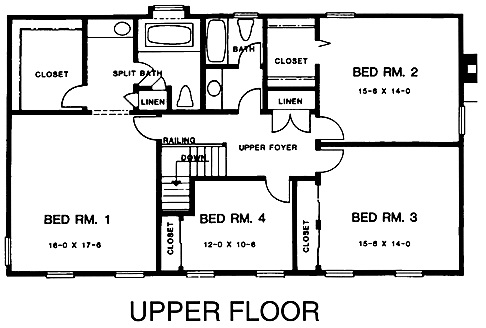 CLOSET
SPLIT BATH
LINEN
BATH
CLOSET
LINEN
BED RM. 2
15-6 X 14-0
RAILING
DOWN
UPPER FOYER
BED RM. 1
16-0 X 17-6
CLOSET
BED RM. 4
12-0 X 10-6
CLOSET
BED RM. 3
15-6 X 14-0
UPPER FLOOR